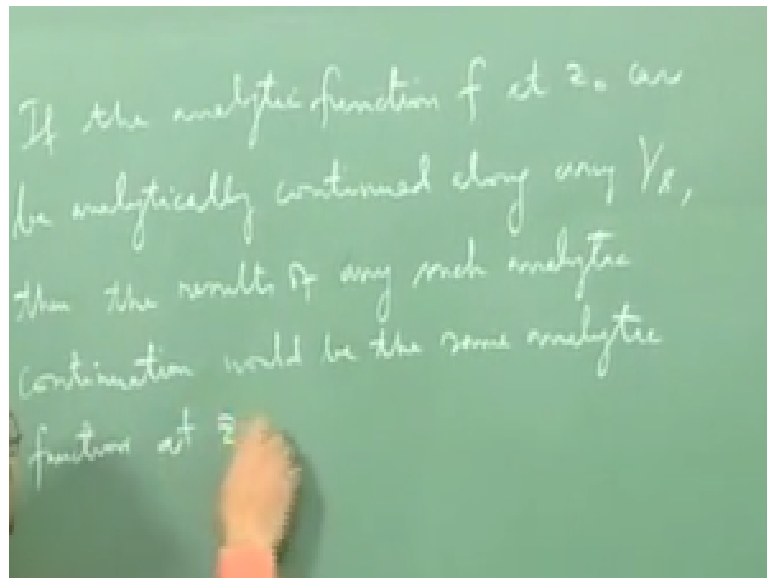 If the analytic function f at z₀ can
be analytically continued along any γ_s,
then the results of any such analytic
continuation would be the same analytic
function at